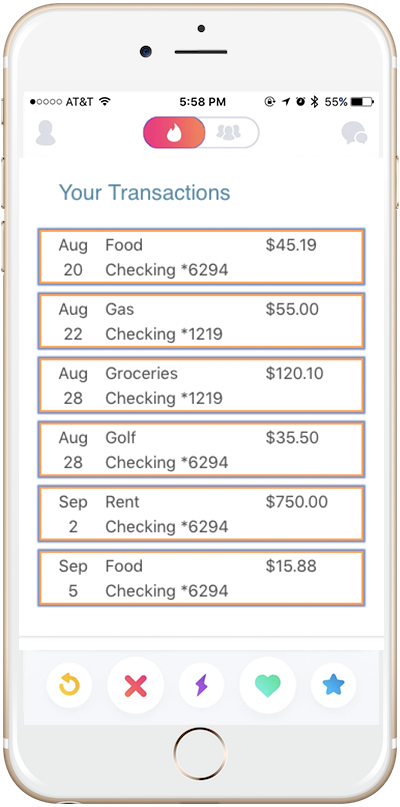 AT&T 5:58 PM 55%
Your Transactions
Aug Food $45.19
20 Checking *6294
Aug Gas $55.00
22 Checking *1219
Aug Groceries $120.10
28 Checking *1219
Aug Golf $35.50
28 Checking *6294
Sep Rent $750.00
2 Checking *6294
Sep Food $15.88
5 Checking *6294